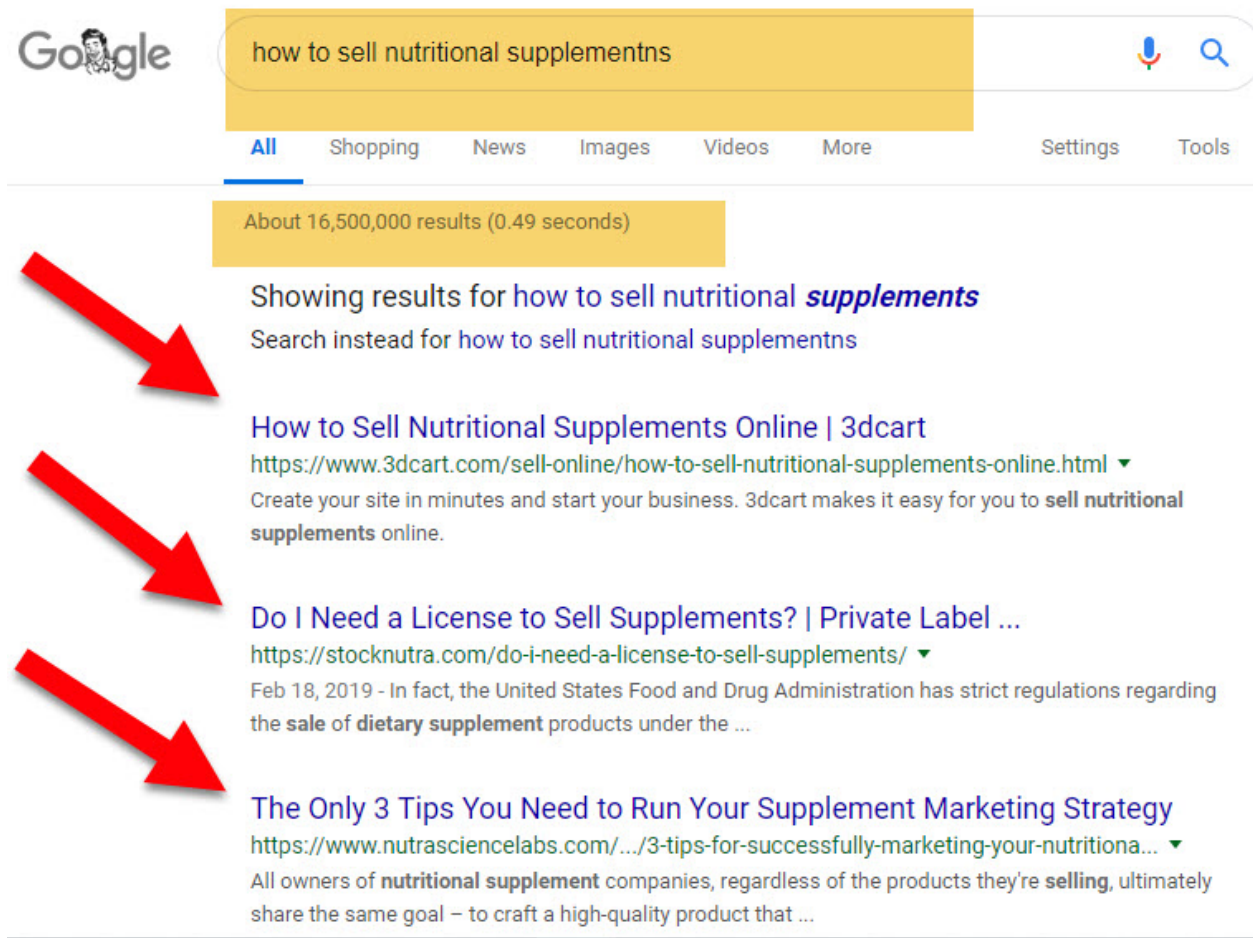 Google
how to sell nutritional supplementns
All Shopping News Images Videos More Settings Tools
About 16,500,000 results (0.49 seconds)
Showing results for how to sell nutritional supplements
Search instead for how to sell nutritional supplementns
How to Sell Nutritional Supplements Online | 3dcart
https://www.3dcart.com/sell-online/how-to-sell-nutritional-supplements-online.html
Create your site in minutes and start your business. 3dcart makes it easy for you to sell nutritional
supplements online.
Do I Need a License to Sell Supplements? | Private Label ...
https://stocknutra.com/do-i-need-a-license-to-sell-supplements/
Feb 18, 2019 - In fact, the United States Food and Drug Administration has strict regulations regarding
the sale of dietary supplement products under the ...
The Only 3 Tips You Need to Run Your Supplement Marketing Strategy
https://www.nutrasciencelabs.com/.../3-tips-for-successfully-marketing-your-nutritiona...
All owners of nutritional supplement companies, regardless of the products they're selling, ultimately
share the same goal – to craft a high-quality product that ...